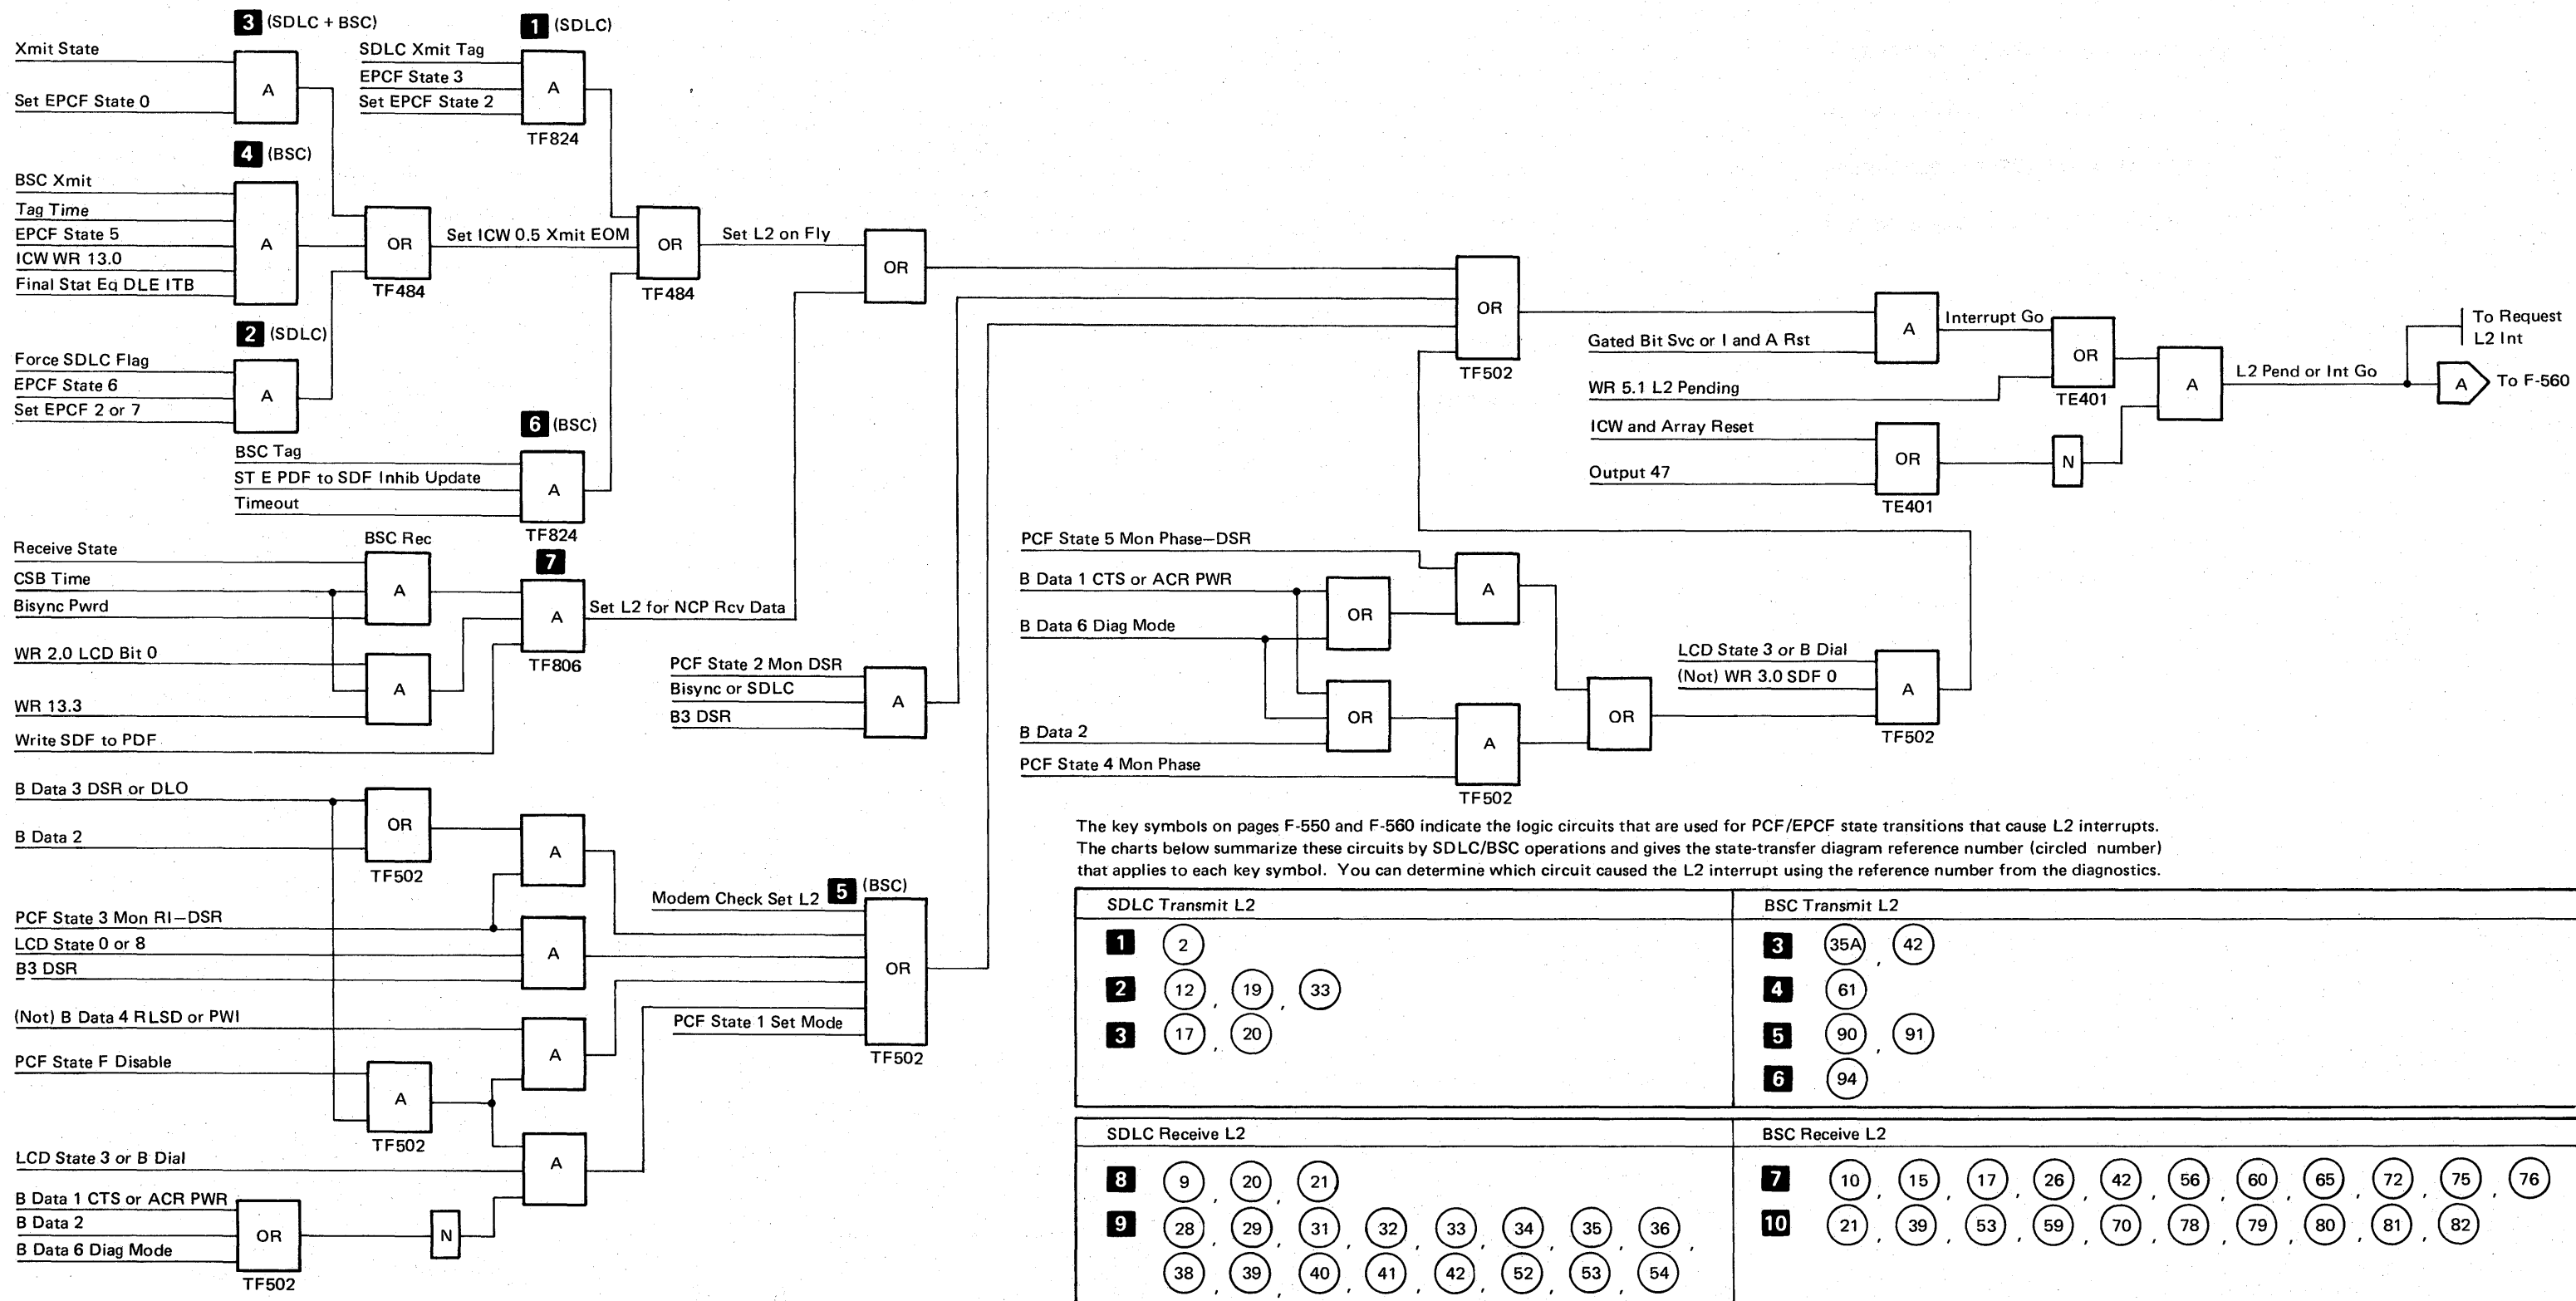 3 (SDLC + BSC)
Xmit State
A
Set EPCF State 0
1 (SDLC)
SDLC Xmit Tag
EPCF State 3
A
Set EPCF State 2
TF824
4 (BSC)
BSC Xmit
Tag Time
EPCF State 5
A
ICW WR 13.0
Final Stat Eq DLE ITB
OR
TF484
Set ICW 0.5 Xmit EOM
OR
TF484
Set L2 on Fly
OR
2 (SDLC)
Force SDLC Flag
EPCF State 6
A
Set EPCF 2 or 7
6 (BSC)
BSC Tag
ST E PDF to SDF Inhib Update
A
Timeout
TF824
BSC Rec
Receive State
CSB Time
A
Bisync Pwrd
7
A
TF806
Set L2 for NCP Rcv Data
WR 2.0 LCD Bit 0
A
WR 13.3
Write SDF to PDF
PCF State 2 Mon DSR
Bisync or SDLC
A
B3 DSR
B Data 3 DSR or DLO
OR
B Data 2
TF502
A
PCF State 3 Mon RI–DSR
LCD State 0 or 8
A
B3 DSR
(Not) B Data 4 RLSD or PWI
A
PCF State F Disable
A
TF502
LCD State 3 or B Dial
A
B Data 1 CTS or ACR PWR
B Data 2
OR
B Data 6 Diag Mode
TF502
N
Modem Check Set L2
5 (BSC)
OR
PCF State 1 Set Mode
TF502
OR
TF502
Gated Bit Svc or I and A Rst
A
Interrupt Go
WR 5.1 L2 Pending
OR
TE401
ICW and Array Reset
OR
Output 47
TE401
N
A
L2 Pend or Int Go
To Request
L2 Int
A
To F-560
PCF State 5 Mon Phase–DSR
B Data 1 CTS or ACR PWR
OR
A
B Data 6 Diag Mode
OR
B Data 2
A
PCF State 4 Mon Phase
TF502
OR
LCD State 3 or B Dial
(Not) WR 3.0 SDF 0
A
TF502
The key symbols on pages F-550 and F-560 indicate the logic circuits that are used for PCF/EPCF state transitions that cause L2 interrupts.
The charts below summarize these circuits by SDLC/BSC operations and gives the state-transfer diagram reference number (circled number)
that applies to each key symbol. You can determine which circuit caused the L2 interrupt using the reference number from the diagnostics.
SDLC Transmit L2
1 2
2 12, 19, 33
3 17, 20
BSC Transmit L2
3 35A, 42
4 61
5 90, 91
6 94
SDLC Receive L2
8 9, 20, 21
9 28, 29, 31, 32, 33, 34, 35, 36,
38, 39, 40, 41, 42, 52, 53, 54
BSC Receive L2
7 10, 15, 17, 26, 42, 56, 60, 65, 72, 75, 76
10 21, 39, 53, 59, 70, 78, 79, 80, 81, 82